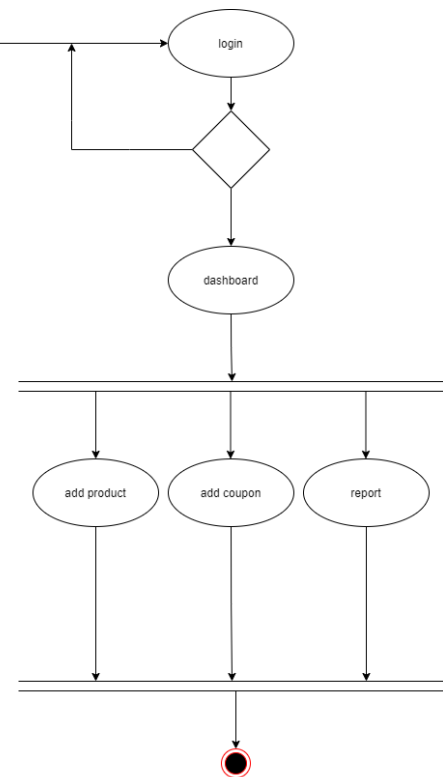 login
dashboard
add product
add coupon
report